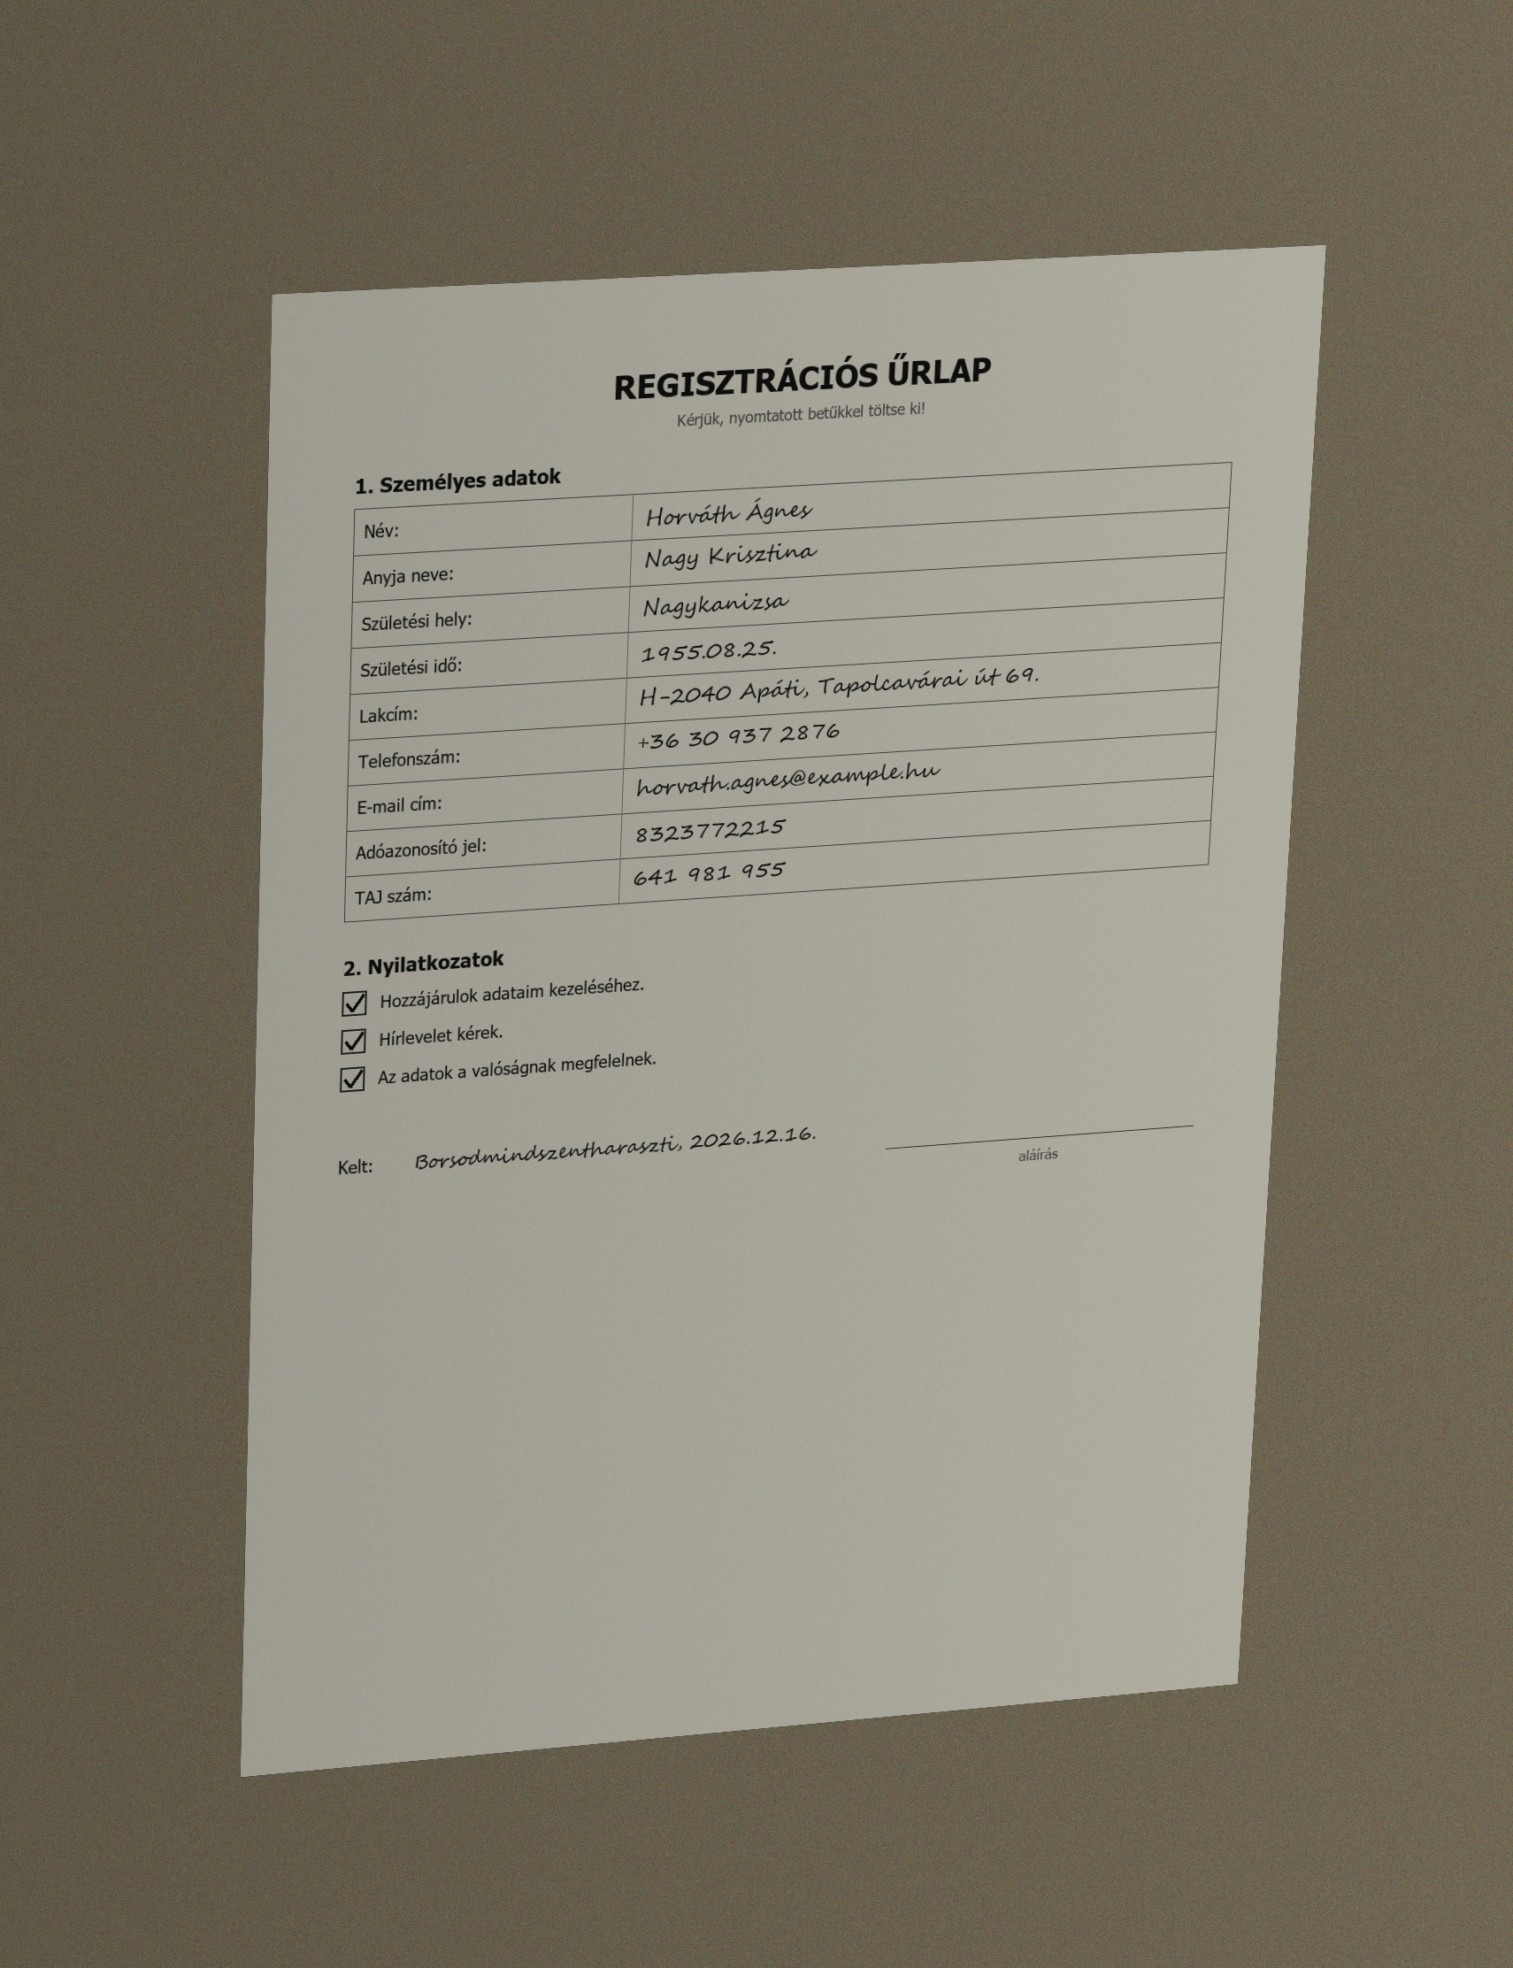 REGISZTRÁCIÓS ŰRLAP
Kérjük, nyomtatott betűkkel töltse ki!
1. Személyes adatok
Név: Horváth Ágnes
Anyja neve: Nagy Krisztina
Születési hely: Nagykanizsa
Születési idő: 1955.08.25.
Lakcím: H-2040 Apáti, Tapolcavárai út 69.
Telefonszám: +36 30 937 2876
E-mail cím: horvath.agnes@example.hu
Adóazonosító jel: 8323772215
TAJ szám: 641 981 955
2. Nyilatkozatok
Hozzájárulok adataim kezeléséhez.
Hírlevelet kérek.
Az adatok a valóságnak megfelelnek.
Kelt: Borsodmindszentharaszti, 2026.12.16.
aláírás